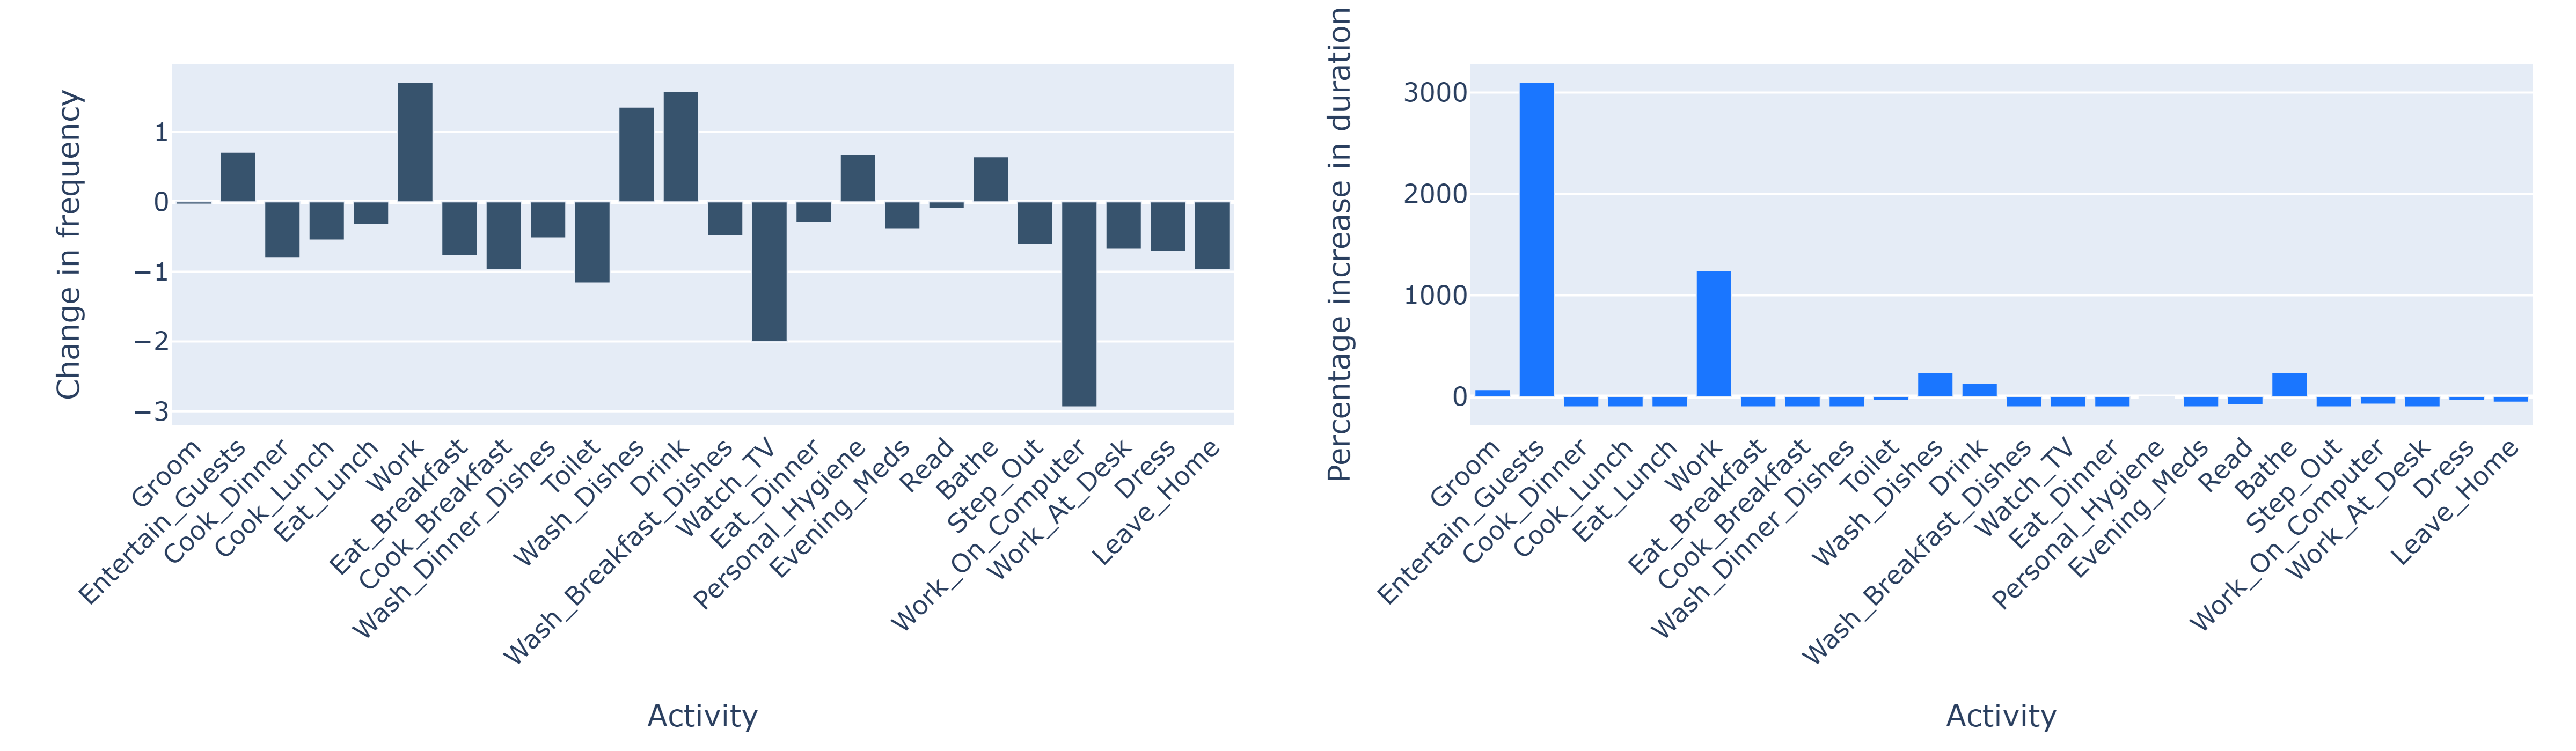 Change in frequency
1
0
−1
−2
−3
Groom
Entertain_Guests
Cook_Dinner
Cook_Lunch
Eat_Lunch
Work
Eat_Breakfast
Cook_Breakfast
Wash_Dinner_Dishes
Toilet
Wash_Dishes
Drink
Wash_Breakfast_Dishes
Watch_TV
Eat_Dinner
Personal_Hygiene
Evening_Meds
Read
Bathe
Step_Out
Work_On_Computer
Work_At_Desk
Dress
Leave_Home
Activity
Percentage increase in duration
3000
2000
1000
0
Groom
Entertain_Guests
Cook_Dinner
Cook_Lunch
Eat_Lunch
Work
Eat_Breakfast
Cook_Breakfast
Wash_Dinner_Dishes
Toilet
Wash_Dishes
Drink
Wash_Breakfast_Dishes
Watch_TV
Eat_Dinner
Personal_Hygiene
Evening_Meds
Read
Bathe
Step_Out
Work_On_Computer
Work_At_Desk
Dress
Leave_Home
Activity